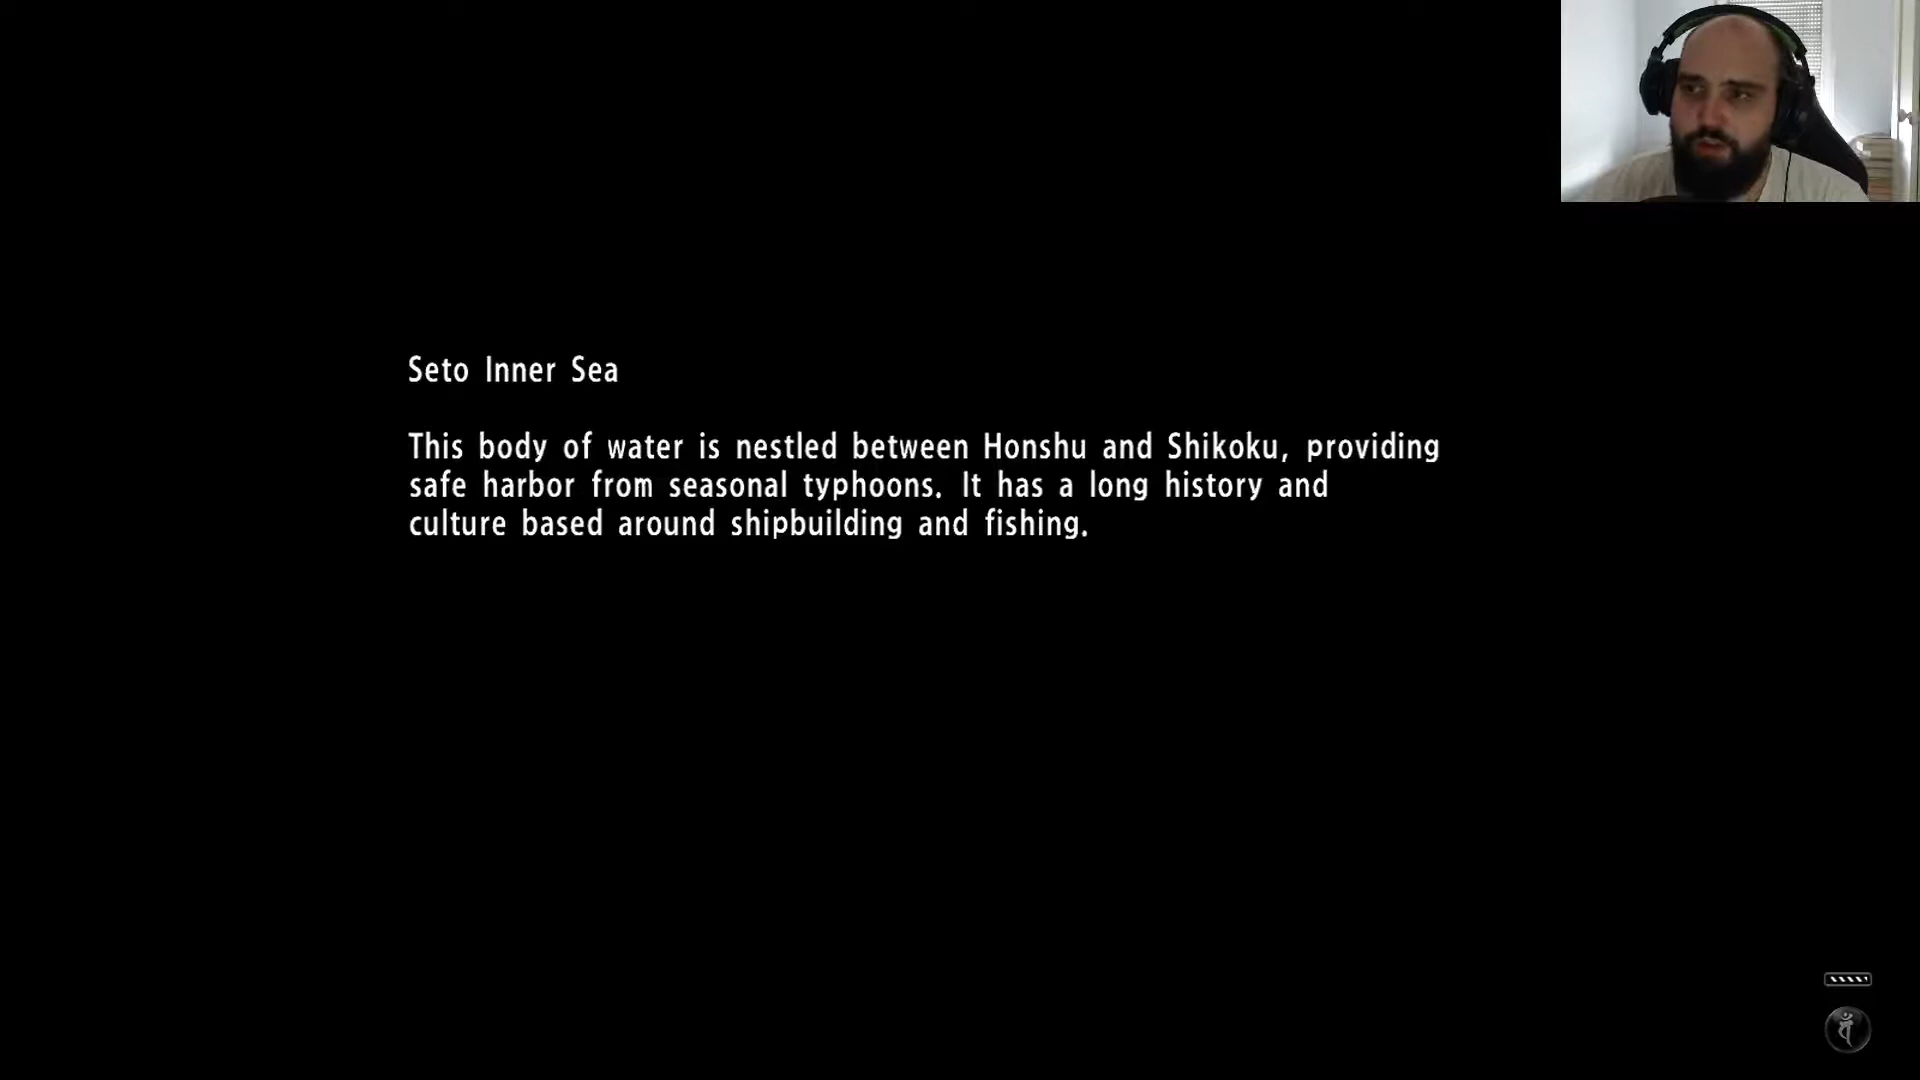 Seto Inner Sea
This body of water is nestled between Honshu and Shikoku, providing
safe harbor from seasonal typhoons. It has a long history and
culture based around shipbuilding and fishing.